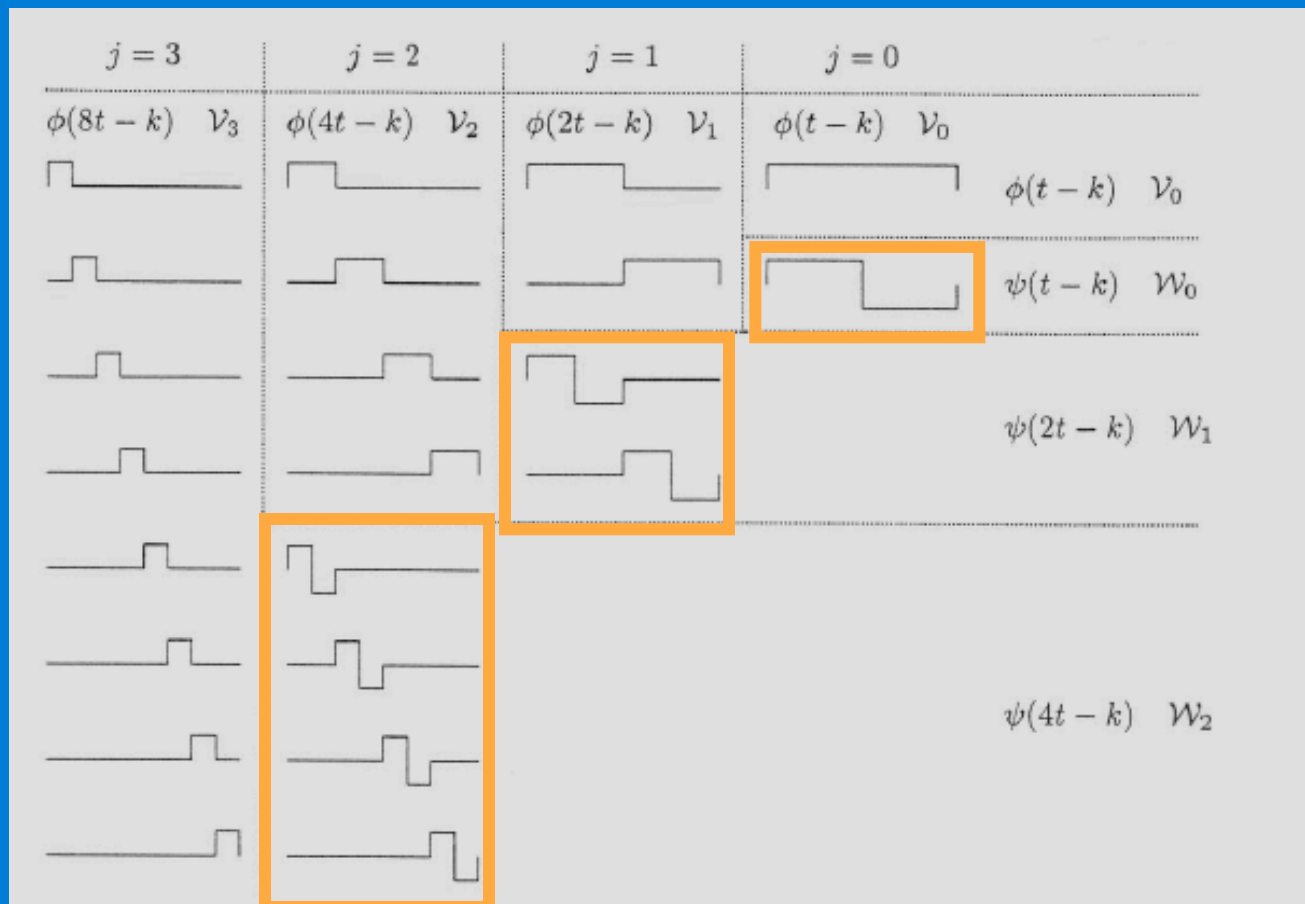 j = 3 j = 2 j = 1 j = 0
ϕ(8t − k) 𝒱₃ ϕ(4t − k) 𝒱₂ ϕ(2t − k) 𝒱₁ ϕ(t − k) 𝒱₀
ϕ(t − k) 𝒱₀
ψ(t − k) 𝒲₀
ψ(2t − k) 𝒲₁
ψ(4t − k) 𝒲₂